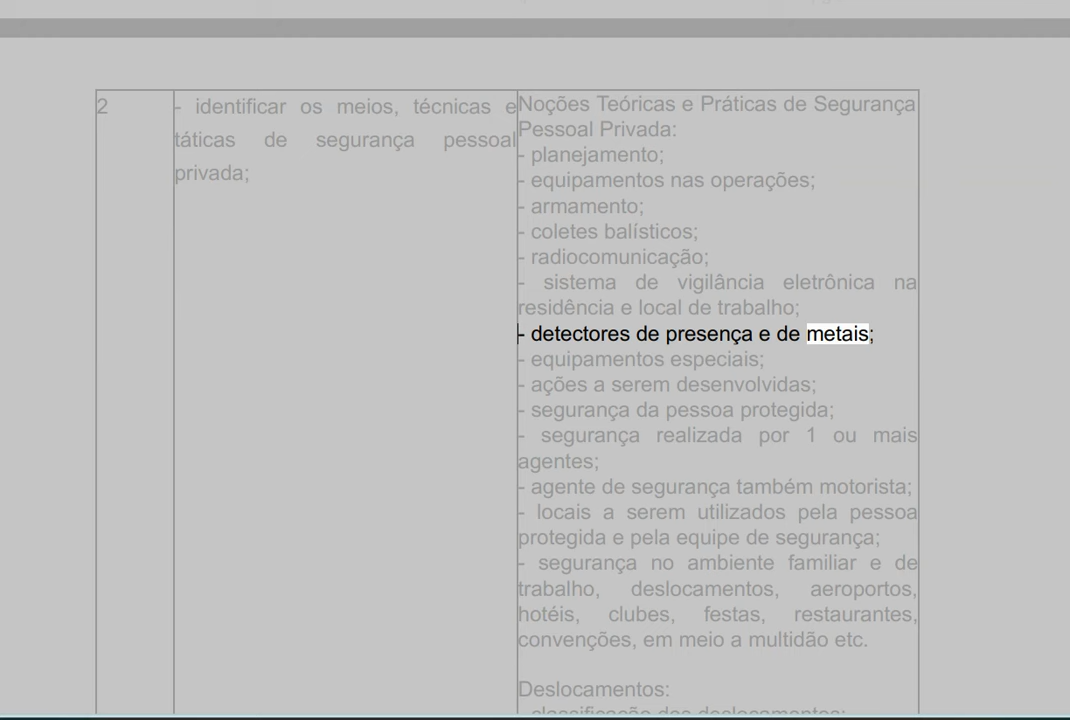 2
- identificar os meios, técnicas e
táticas de segurança pessoal
privada;
Noções Teóricas e Práticas de Segurança
Pessoal Privada:
- planejamento;
- equipamentos nas operações;
- armamento;
- coletes balísticos;
- radiocomunicação;
- sistema de vigilância eletrônica na
residência e local de trabalho;
- detectores de presença e de metais;
- equipamentos especiais;
- ações a serem desenvolvidas;
- segurança da pessoa protegida;
- segurança realizada por 1 ou mais
agentes;
- agente de segurança também motorista;
- locais a serem utilizados pela pessoa
protegida e pela equipe de segurança;
- segurança no ambiente familiar e de
trabalho, deslocamentos, aeroportos,
hotéis, clubes, festas, restaurantes,
convenções, em meio a multidão etc.
Deslocamentos:
- classificação dos deslocamentos;